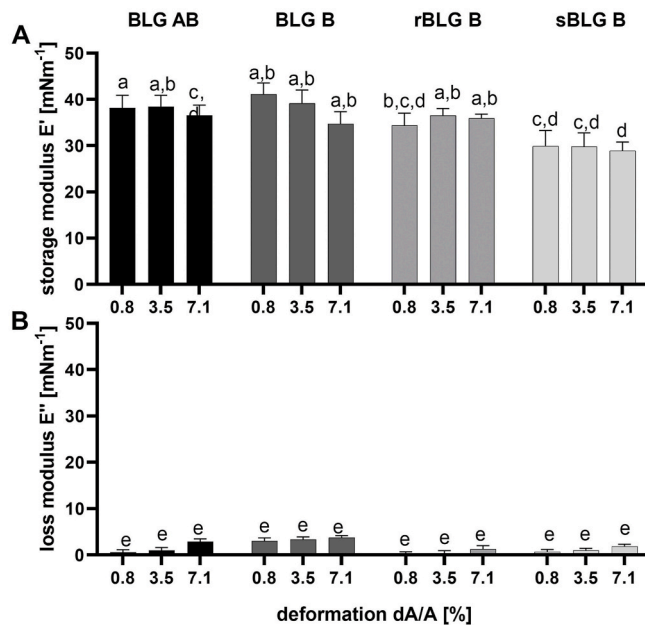 BLG AB BLG B rBLG B sBLG B
A
storage modulus E' [mNm-1]
50
40
30
20
10
0
a a,b c,d a,b a,b a,b b,c,d a,b a,b c,d c,d d
0.8 3.5 7.1 0.8 3.5 7.1 0.8 3.5 7.1 0.8 3.5 7.1
B
loss modulus E'' [mNm-1]
50
40
30
20
10
0
e e e e e e e e e e e e
0.8 3.5 7.1 0.8 3.5 7.1 0.8 3.5 7.1 0.8 3.5 7.1
deformation dA/A [%]